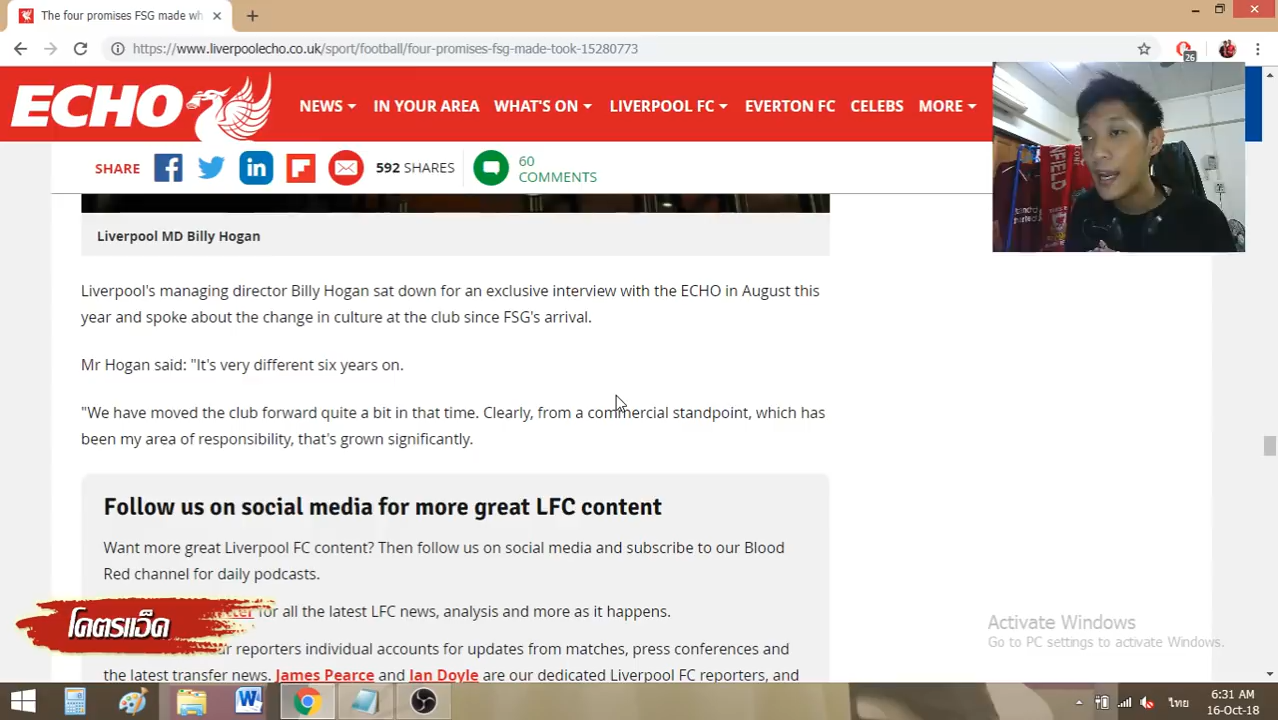 The four promises FSG made wh
https://www.liverpoolecho.co.uk/sport/football/four-promises-fsg-made-took-15280773
26
ECHO
NEWS
IN YOUR AREA
WHAT'S ON
LIVERPOOL FC
EVERTON FC
CELEBS
MORE
SHARE
592 SHARES
60
COMMENTS
Liverpool MD Billy Hogan
Liverpool's managing director Billy Hogan sat down for an exclusive interview with the ECHO in August this
year and spoke about the change in culture at the club since FSG's arrival.
Mr Hogan said: "It's very different six years on.
"We have moved the club forward quite a bit in that time. Clearly, from a commercial standpoint, which has
been my area of responsibility, that's grown significantly.
Follow us on social media for more great LFC content
Want more great Liverpool FC content? Then follow us on social media and subscribe to our Blood
Red channel for daily podcasts.
for all the latest LFC news, analysis and more as it happens.
โคตรแอ็ด
reporters individual accounts for updates from matches, press conferences and
the latest transfer news. James Pearce and Ian Doyle are our dedicated Liverpool FC reporters, and
Activate Windows
Go to PC settings to activate Windows.
ไทย
6:31 AM
16-Oct-18